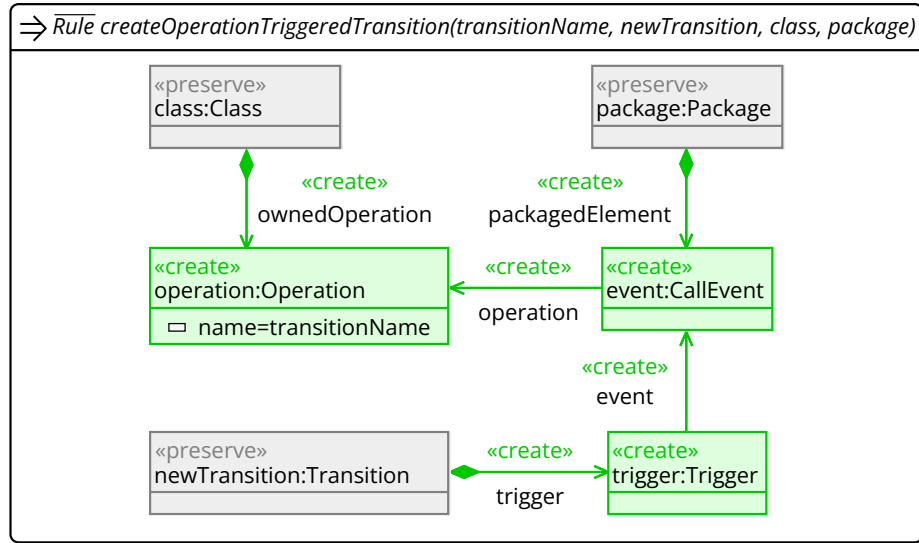 Rule createOperationTriggeredTransition(transitionName, newTransition, class, package)
«preserve»
class:Class
«preserve»
package:Package
«create»
ownedOperation
«create»
packagedElement
«create»
operation:Operation
name=transitionName
«create»
operation
«create»
event:CallEvent
«create»
event
«preserve»
newTransition:Transition
«create»
trigger
«create»
trigger:Trigger